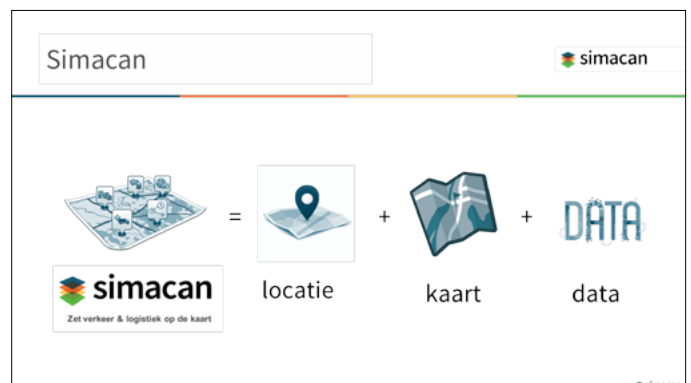 Simacan
simacan
= + +
DATA
simacan
Zet verkeer & logistiek op de kaart
locatie
kaart
data